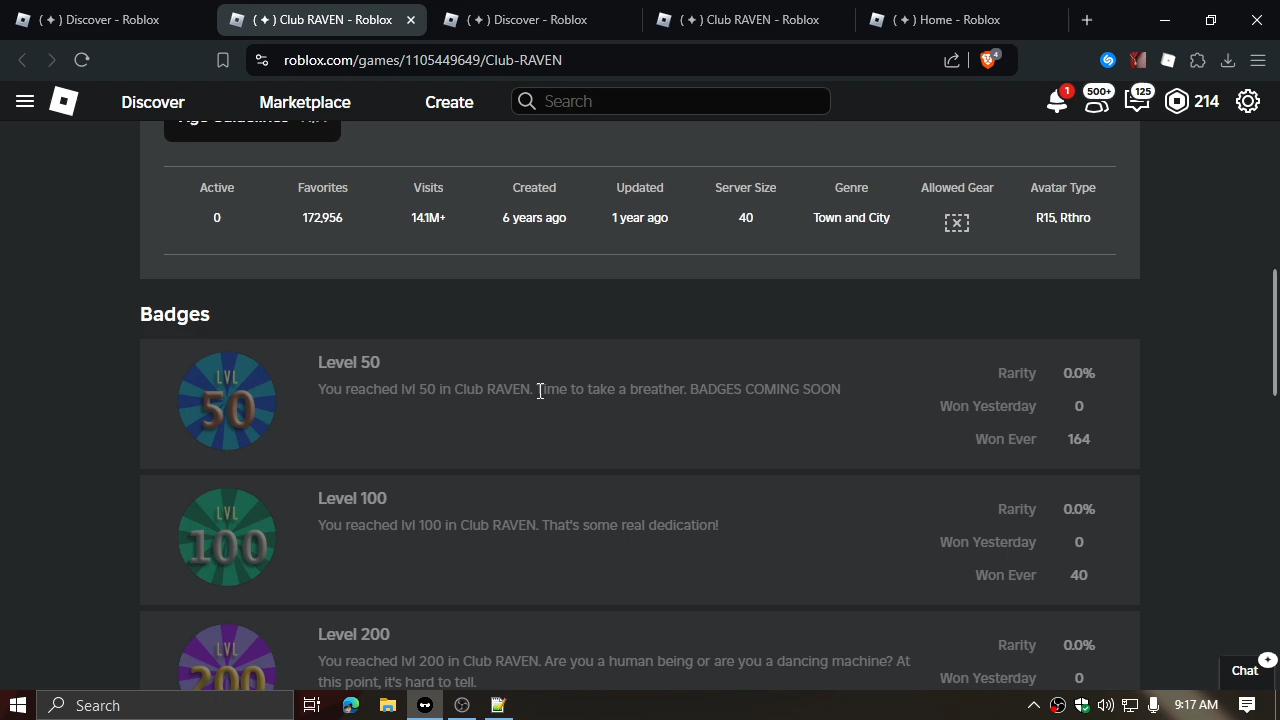 ( ✦ ) Discover - Roblox
( ✦ ) Club RAVEN - Roblox
( ✦ ) Discover - Roblox
( ✦ ) Club RAVEN - Roblox
( ✦ ) Home - Roblox
roblox.com/games/1105449649/Club-RAVEN
4
Discover
Marketplace
Create
Search
1
500+
125
214
Active
Favorites
Visits
Created
Updated
Server Size
Genre
Allowed Gear
Avatar Type
0
172,956
14.1M+
6 years ago
1 year ago
40
Town and City
R15, Rthro
Badges
LVL
50
Level 50
You reached lvl 50 in Club RAVEN. Time to take a breather. BADGES COMING SOON
Rarity 0.0%
Won Yesterday 0
Won Ever 164
LVL
100
Level 100
You reached lvl 100 in Club RAVEN. That's some real dedication!
Rarity 0.0%
Won Yesterday 0
Won Ever 40
LVL
200
Level 200
You reached lvl 200 in Club RAVEN. Are you a human being or are you a dancing machine? At
this point, it's hard to tell.
Rarity 0.0%
Won Yesterday 0
Chat
Search
9:17 AM